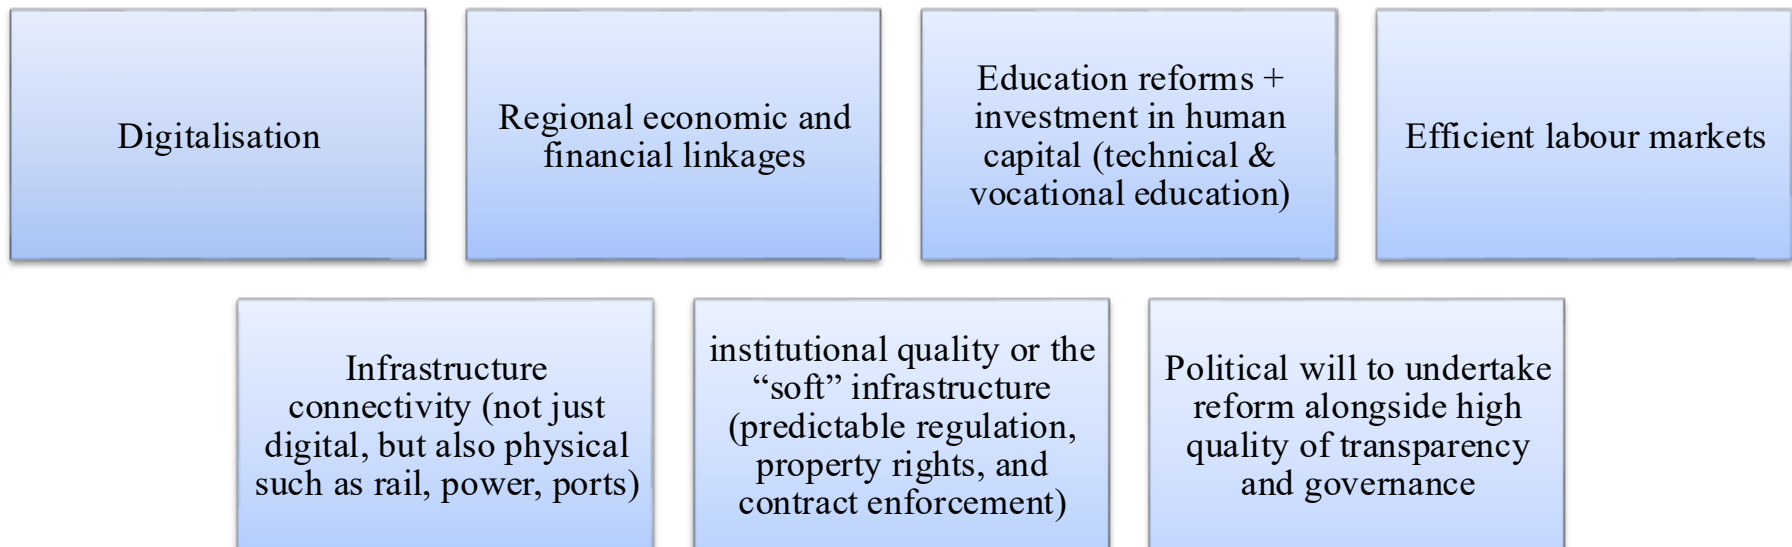 Digitalisation
Regional economic and
financial linkages
Education reforms +
investment in human
capital (technical &
vocational education)
Efficient labour markets
Infrastructure
connectivity (not just
digital, but also physical
such as rail, power, ports)
institutional quality or the
“soft” infrastructure
(predictable regulation,
property rights, and
contract enforcement)
Political will to undertake
reform alongside high
quality of transparency
and governance